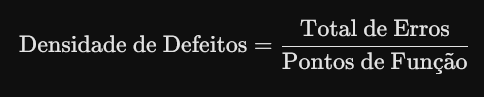 Densidade de Defeitos = Total de Erros / Pontos de Função